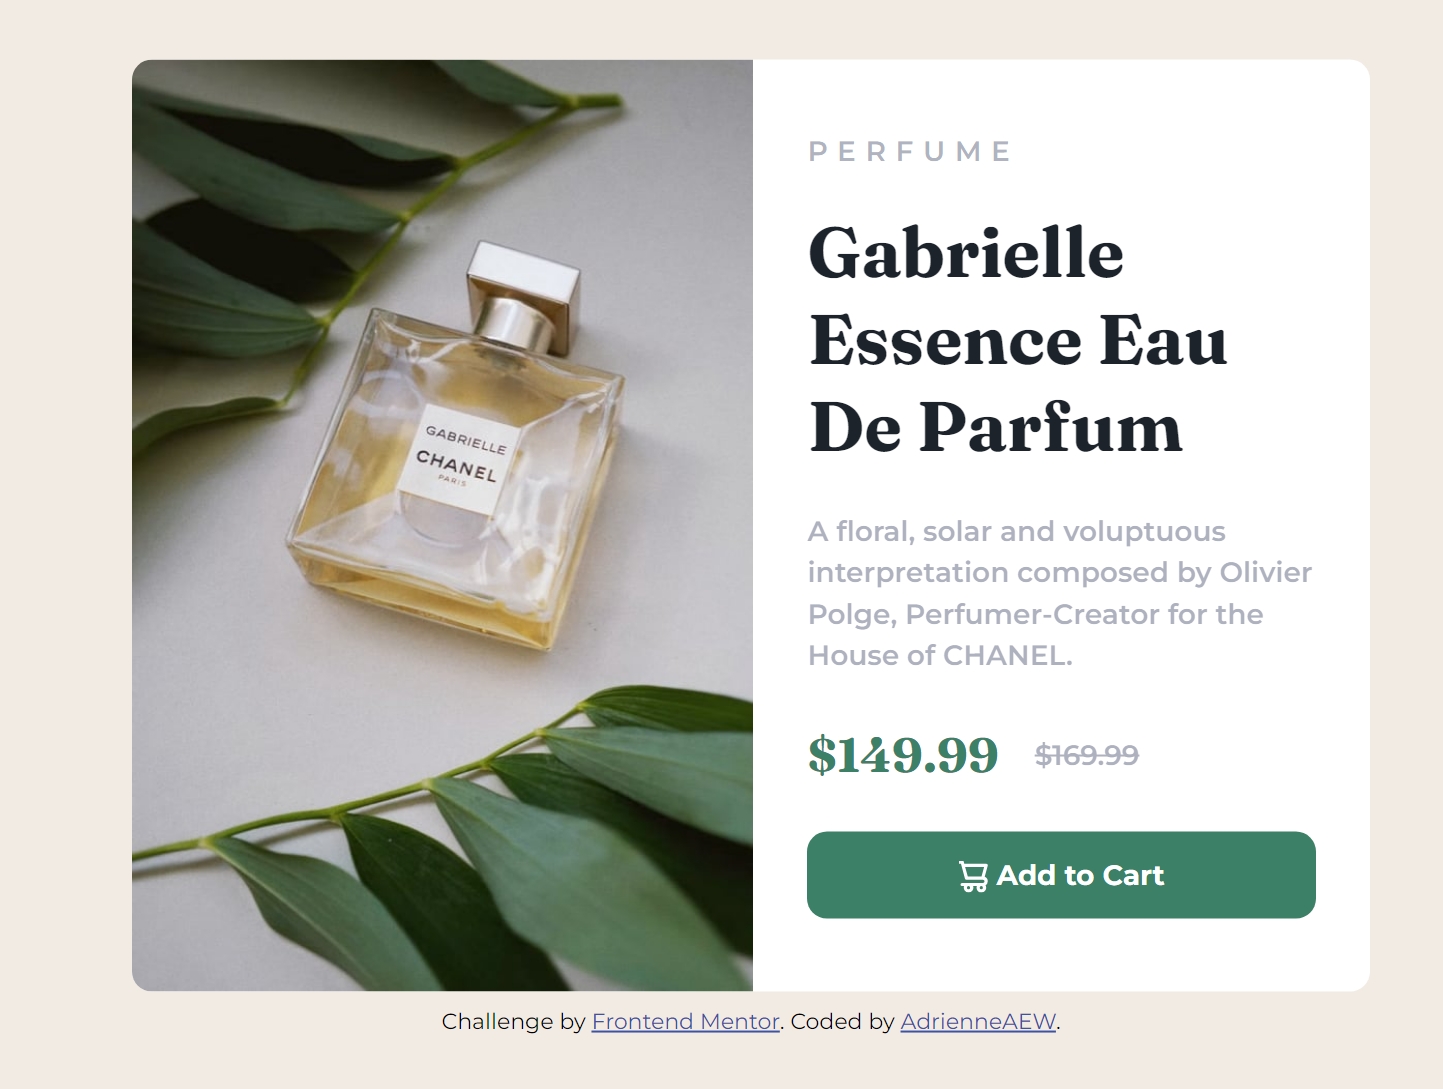 GABRIELLE
CHANEL
PARIS
PERFUME
Gabrielle
Essence Eau
De Parfum
A floral, solar and voluptuous
interpretation composed by Olivier
Polge, Perfumer-Creator for the
House of CHANEL.
$149.99 $169.99
Add to Cart
Challenge by Frontend Mentor. Coded by AdrienneAEW.